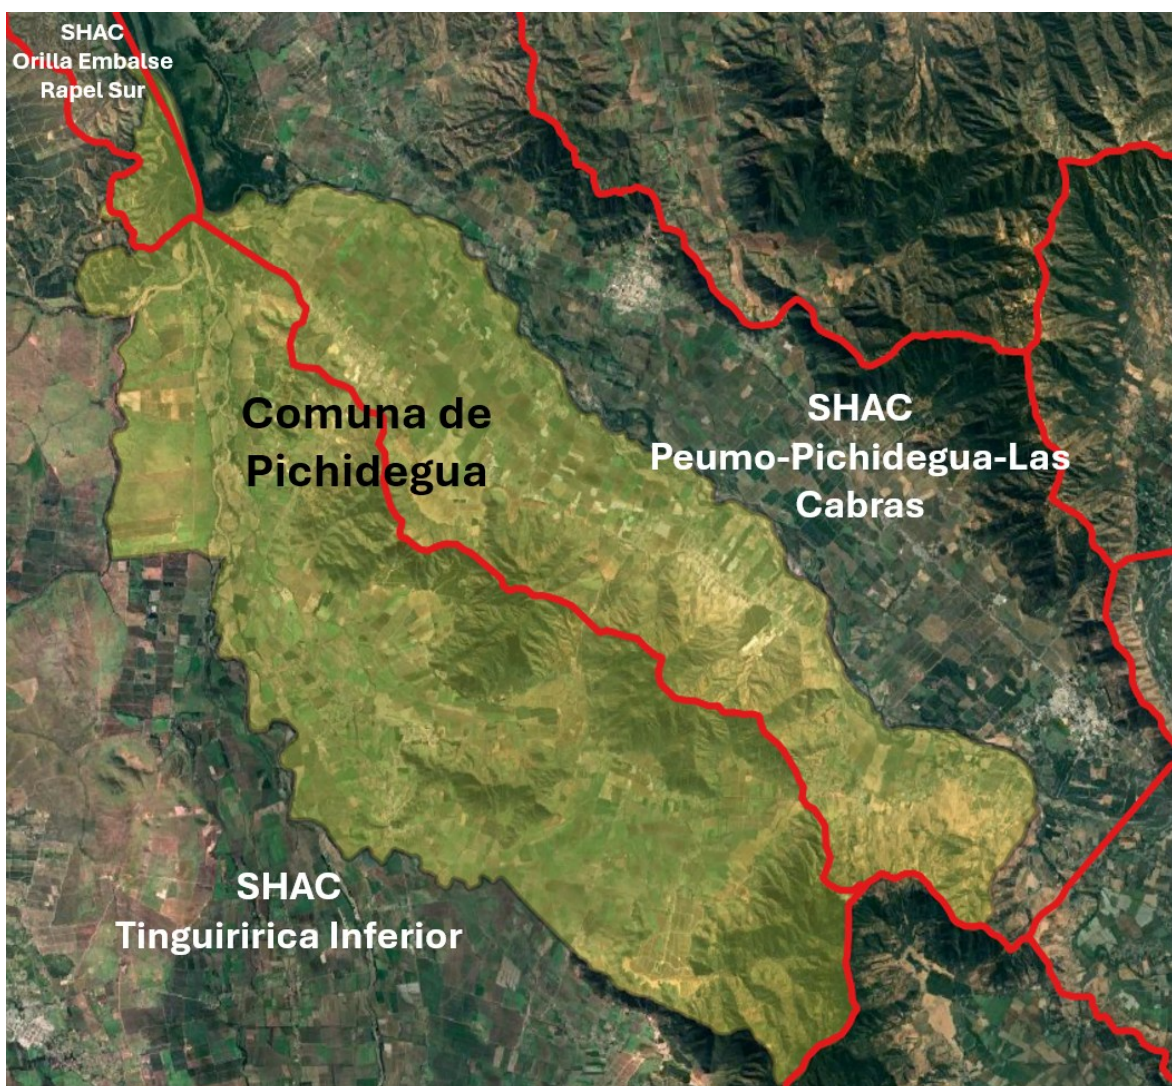 SHAC
Orilla Embalse
Rapel Sur
Comuna de
Pichidegua
SHAC
Peumo-Pichidegua-Las
Cabras
SHAC
Tinguiririca Inferior